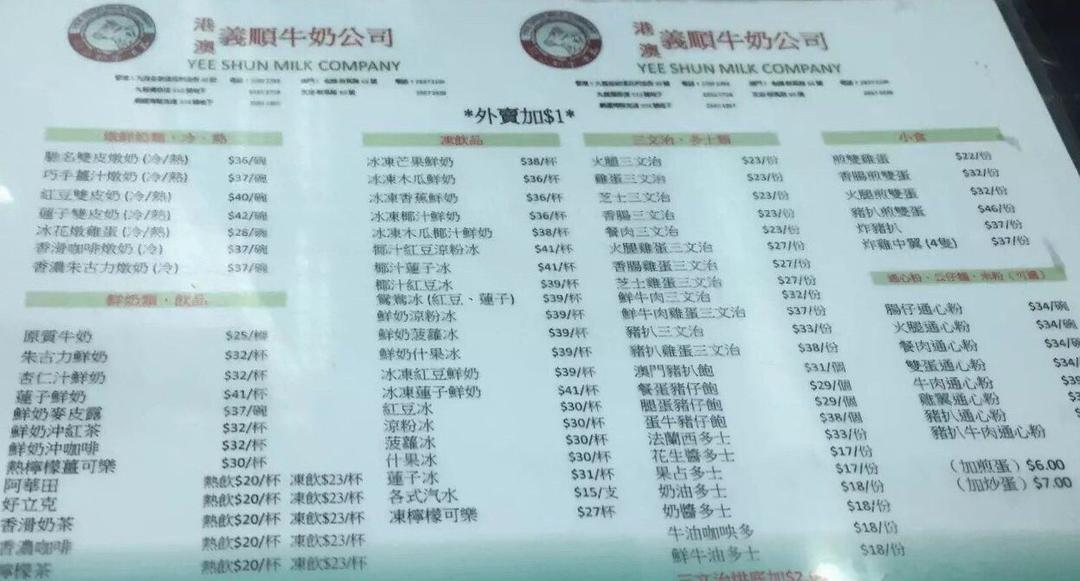 港澳 義順牛奶公司
YEE SHUN MILK COMPANY
港澳 義順牛奶公司
YEE SHUN MILK COMPANY
*外賣加$1*
燉鮮奶類・冷・熱
馳名雙皮燉奶(冷/熱) $36/碗
巧手薑汁燉奶(冷/熱) $37/碗
紅豆雙皮奶(冷/熱) $40/碗
蓮子雙皮奶(冷/熱) $42/碗
冰花燉雞蛋(冷/熱) $28/碗
香滑咖啡燉奶(冷) $37/碗
香濃朱古力燉奶(冷) $37/碗
鮮奶類・飲品
原質牛奶 $25/樽
朱古力鮮奶 $32/杯
杏仁汁鮮奶 $32/杯
蓮子鮮奶 $41/杯
鮮奶麥皮露 $37/碗
鮮奶沖紅茶 $32/杯
鮮奶沖咖啡 $32/杯
熱檸檬薑可樂 $30/杯
阿華田 熱飲$20/杯 凍飲$23/杯
好立克 熱飲$20/杯 凍飲$23/杯
香滑奶茶 熱飲$20/杯 凍飲$23/杯
香濃咖啡 熱飲$20/杯 凍飲$23/杯
檸檬茶 熱飲$20/杯 凍飲$23/杯
凍飲品
冰凍芒果鮮奶 $38/杯
冰凍木瓜鮮奶 $36/杯
冰凍香蕉鮮奶 $36/杯
冰凍椰汁鮮奶 $36/杯
冰凍木瓜椰汁鮮奶 $38/杯
椰汁紅豆涼粉冰 $41/杯
椰汁蓮子冰 $41/杯
椰汁紅豆冰 $39/杯
鴛鴦冰(紅豆、蓮子) $39/杯
鮮奶涼粉冰 $39/杯
鮮奶菠蘿冰 $39/杯
鮮奶什果冰 $39/杯
冰凍紅豆鮮奶 $39/杯
冰凍蓮子鮮奶 $41/杯
紅豆冰 $30/杯
涼粉冰 $30/杯
菠蘿冰 $30/杯
什果冰 $30/杯
蓮子冰 $31/杯
各式汽水 $15/支
凍檸檬可樂 $27/杯
三文治・多士類
火腿三文治 $23/份
雞蛋三文治 $23/份
芝士三文治 $23/份
香腸三文治 $23/份
餐肉三文治 $23/份
火腿雞蛋三文治 $27/份
香腸雞蛋三文治 $27/份
芝士雞蛋三文治 $27/份
鮮牛肉三文治 $32/份
鮮牛肉雞蛋三文治 $37/份
豬扒三文治 $33/份
豬扒雞蛋三文治 $38/份
澳門豬扒飽 $31/個
餐蛋豬仔飽 $29/個
腿蛋豬仔飽 $29/個
蛋牛豬仔飽 $38/個
法蘭西多士 $33/份
花生醬多士 $17/份
果占多士 $17/份
奶油多士 $18/份
奶醬多士 $18/份
牛油咖央多 $18/份
鮮牛油多士 $18/份
三文治烘底加$2
小食
煎雙雞蛋 $22/份
香腸煎雙蛋 $32/份
火腿煎雙蛋 $32/份
豬扒煎雙蛋 $46/份
炸豬扒 $37/份
炸雞中翼(4隻) $37/份
通心粉・公仔麵・米粉
腸仔通心粉 $34/碗
火腿通心粉 $34/碗
餐肉通心粉 $34/碗
雙蛋通心粉 $34/
牛肉通心粉
雞翼通心粉
豬扒通心粉
豬扒牛肉通心粉
(加煎蛋)$6.00
(加炒蛋)$7.00